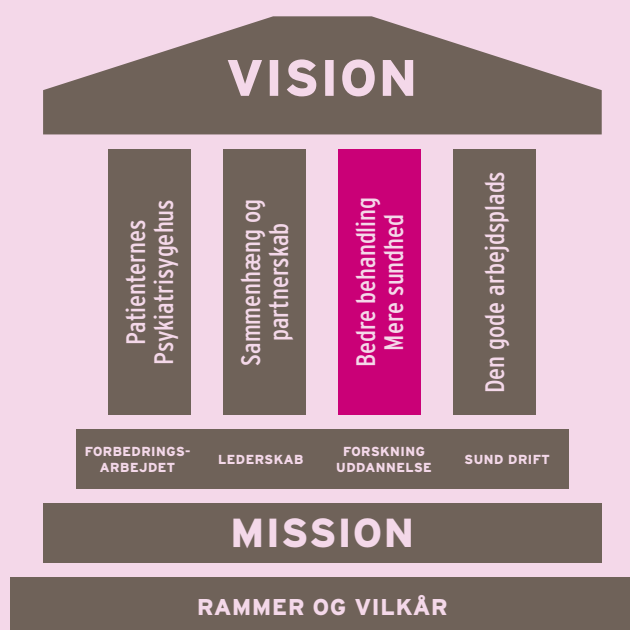 VISION
Patienternes
Psykiatrisygehus
Sammenhæng og
partnerskab
Bedre behandling
Mere sundhed
Den gode arbejdsplads
FORBEDRINGS-
ARBEJDET
LEDERSKAB
FORSKNING
UDDANNELSE
SUND DRIFT
MISSION
RAMMER OG VILKÅR